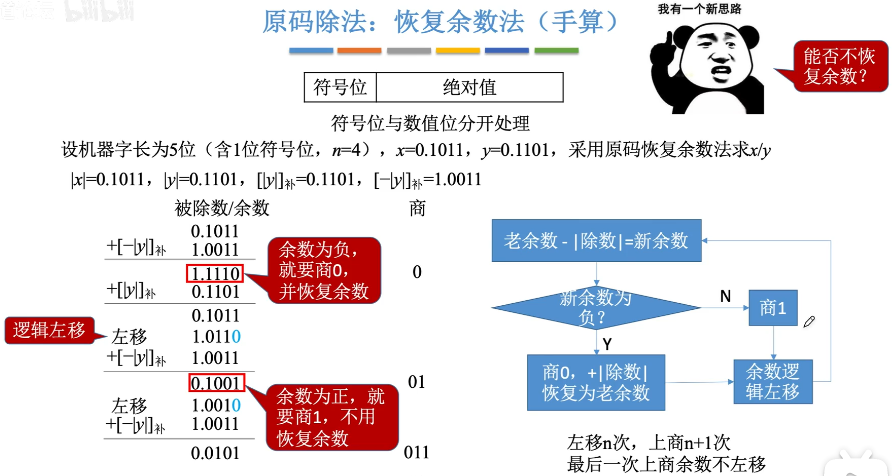 bilibili
原码除法：恢复余数法（手算）
我有一个新思路
能否不恢
复余数？
符号位 绝对值
符号位与数值位分开处理
设机器字长为5位（含1位符号位，n=4），x=0.1011，y=0.1101，采用原码恢复余数法求x/y
|x|=0.1011，|y|=0.1101，[|y|]补=0.1101，[−|y|]补=1.0011
被除数/余数 商
0.1011
+[−|y|]补 1.0011
1.1110 0
+[|y|]补 0.1101
0.1011
左移 1.0110
+[−|y|]补 1.0011
0.1001 01
左移 1.0010
+[−|y|]补 1.0011
0.0101 011
余数为负，
就要商0，
并恢复余数
逻辑左移
余数为正，就
要商1，不用
恢复余数
老余数 - |除数|=新余数
新余数为
负？
N
商1
Y
商0，+|除数|
恢复为老余数
余数逻
辑左移
左移n次，上商n+1次
最后一次上商余数不左移